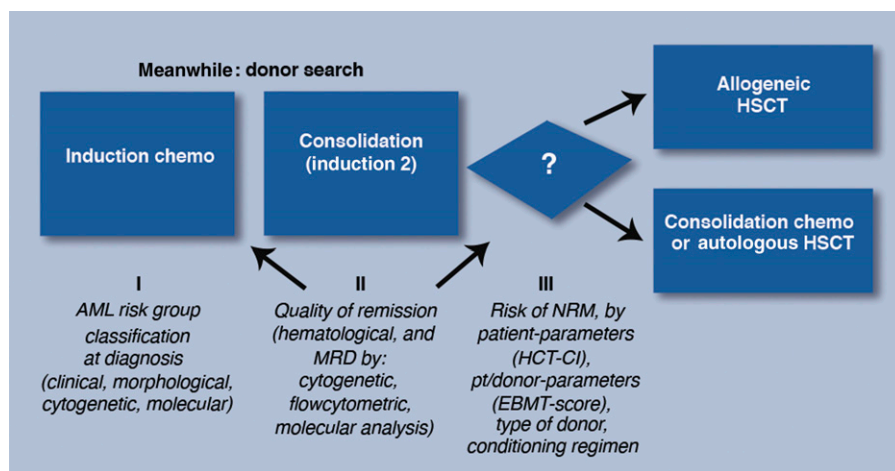 Meanwhile: donor search
Induction chemo
Consolidation
(induction 2)
?
Allogeneic
HSCT
Consolidation chemo
or autologous HSCT
I
AML risk group
classification
at diagnosis
(clinical, morphological,
cytogenetic, molecular)
II
Quality of remission
(hematological, and
MRD by:
cytogenetic,
flowcytometric,
molecular analysis)
III
Risk of NRM, by
patient-parameters
(HCT-CI),
pt/donor-parameters
(EBMT-score),
type of donor,
conditioning regimen